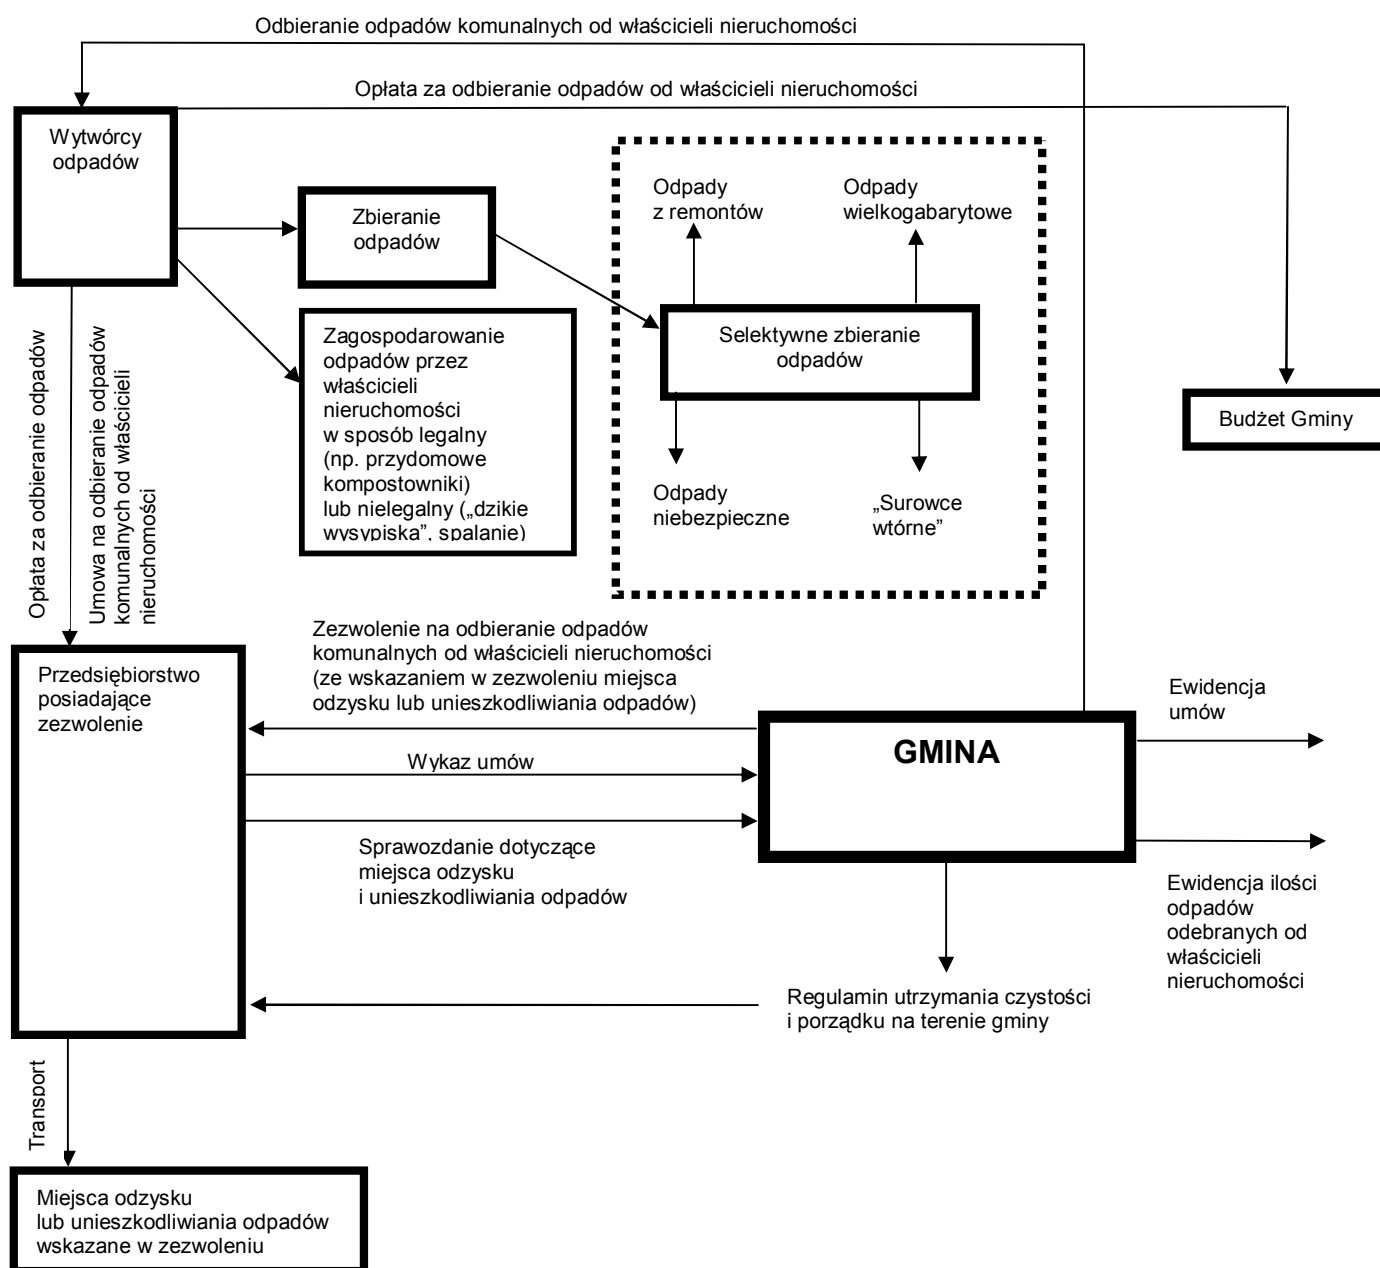 Odbieranie odpadów komunalnych od właścicieli nieruchomości
Opłata za odbieranie odpadów od właścicieli nieruchomości
Wytwórcy
odpadów
Zbieranie
odpadów
Odpady
z remontów
Odpady
wielkogabarytowe
Selektywne zbieranie
odpadów
Odpady
niebezpieczne
„Surowce
wtórne”
Budżet Gminy
Zagospodarowanie
odpadów przez
właścicieli
nieruchomości
w sposób legalny
(np. przydomowe
kompostowniki)
lub nielegalny („dzikie
wysypiska”, spalanie)
Opłata za odbieranie odpadów
Umowa na odbieranie odpadów
komunalnych od właścicieli
nieruchomości
Zezwolenie na odbieranie odpadów
komunalnych od właścicieli nieruchomości
(ze wskazaniem w zezwoleniu miejsca
odzysku lub unieszkodliwiania odpadów)
Przedsiębiorstwo
posiadające
zezwolenie
Wykaz umów
GMINA
Ewidencja
umów
Sprawozdanie dotyczące
miejsca odzysku
i unieszkodliwiania odpadów
Ewidencja ilości
odpadów
odebranych od
właścicieli
nieruchomości
Regulamin utrzymania czystości
i porządku na terenie gminy
Transport
Miejsca odzysku
lub unieszkodliwiania odpadów
wskazane w zezwoleniu